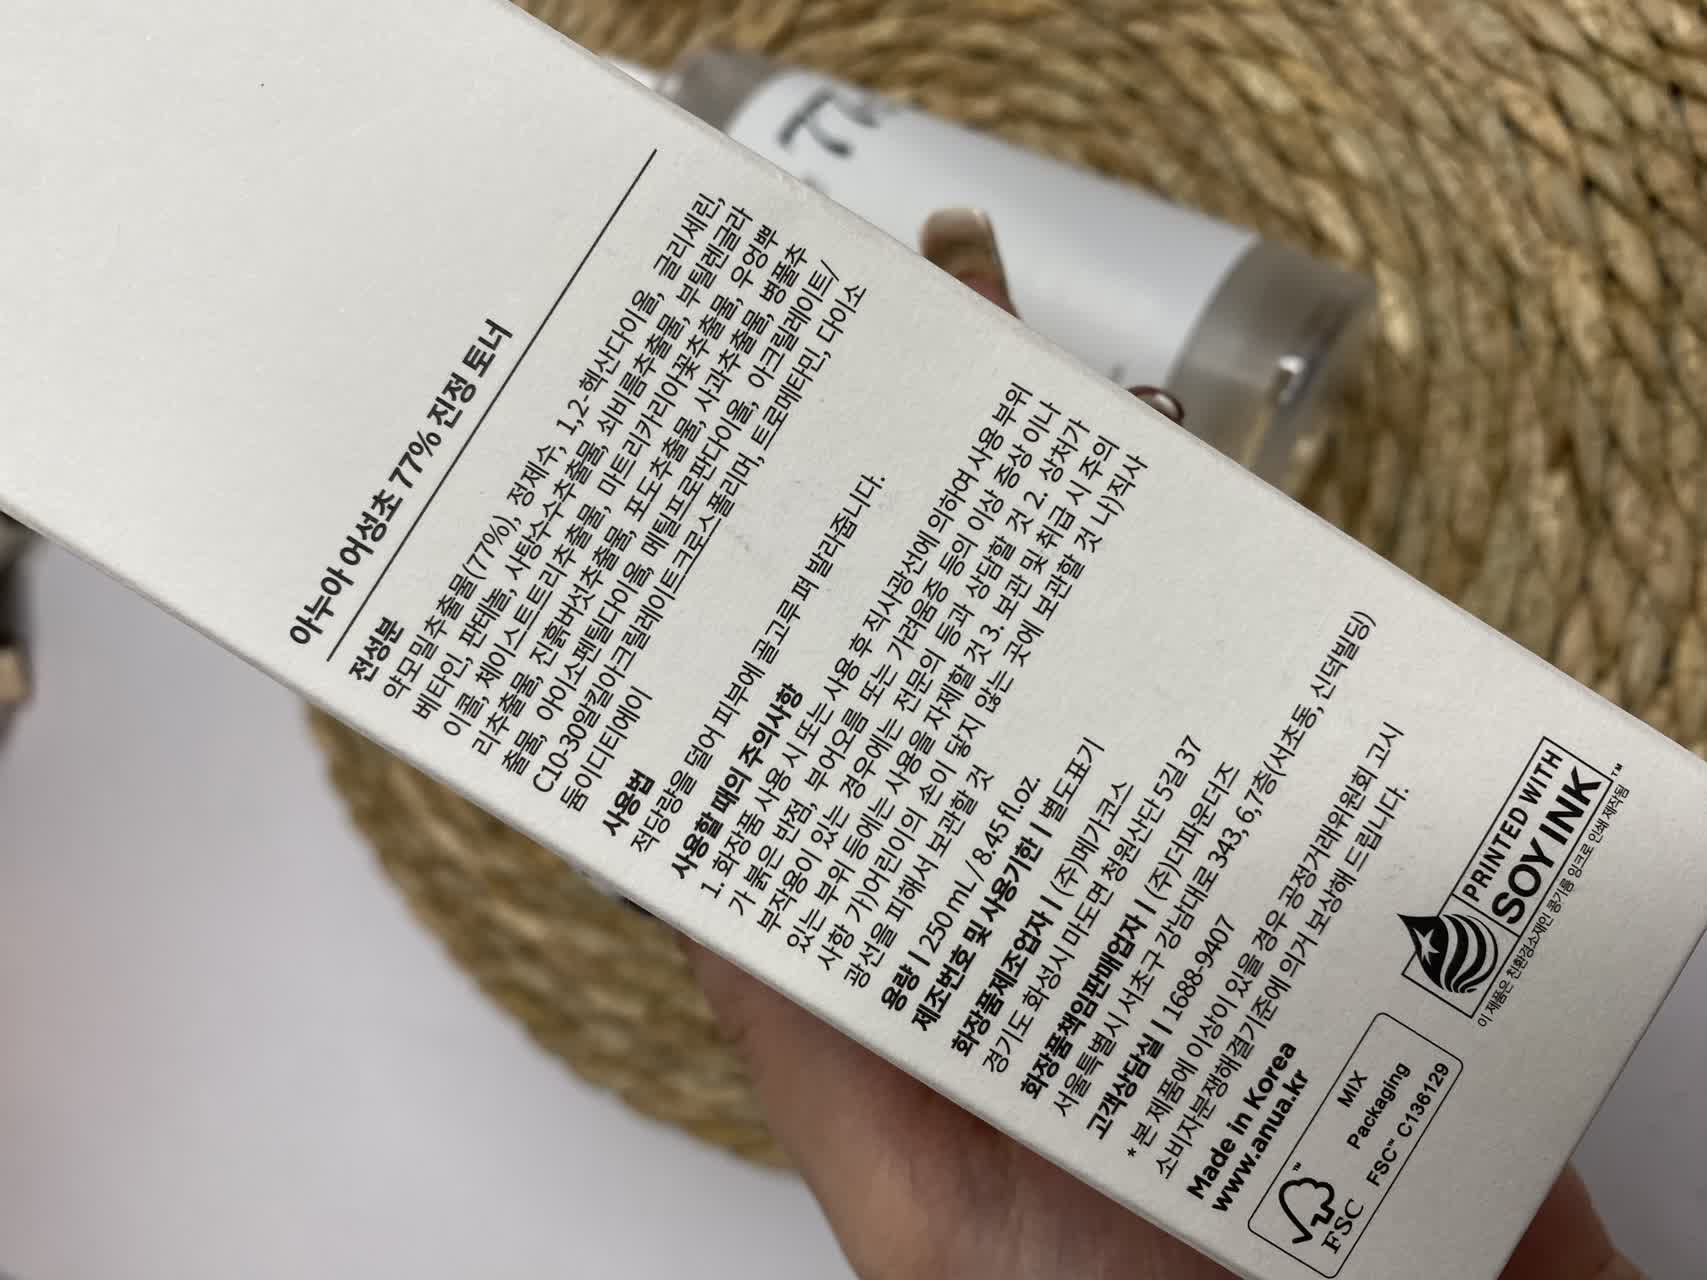 아누아 어성초 77% 진정 토너
전성분
약모밀추출물(77%), 정제수, 1,2-헥산다이올, 글리세린,
베타인, 판테놀, 사탕수수추출물, 쇠비름추출물, 부틸렌글라
이콜, 체이스트트리추출물, 마트리카리아꽃추출물, 우엉뿌
리추출물, 진흙버섯추출물, 포도추출물, 사과추출물, 병풀추
출물, 아이소펜틸다이올, 메틸프로판다이올, 아크릴레이트/
C10-30알킬아크릴레이트크로스폴리머, 트로메타민, 다이소
듐이디티에이
사용법
적당량을 덜어 피부에 골고루 펴 발라줍니다.
사용할 때의 주의사항
1. 화장품 사용 시 또는 사용 후 직사광선에 의하여 사용 부위
가 붉은 반점, 부어오름 또는 가려움증 등의 이상 증상이나
부작용이 있는 경우에는 전문의 등과 상담할 것 2. 상처가
있는 부위 등에는 사용을 자제할 것 3. 보관 및 취급 시 주의
사항 가)어린이의 손이 닿지 않는 곳에 보관할 것 나)직사
광선을 피해서 보관할 것
용량 | 250 mL / 8.45 fl.oz.
제조번호 및 사용기한 | 별도표기
화장품제조업자 | (주)메가코스
경기도 화성시 마도면 청원산단5길 37
화장품책임판매업자 | (주)더파운더즈
서울특별시 서초구 강남대로 343, 6,7층(서초동, 신덕빌딩)
고객상담실 | 1688-9407
* 본 제품에 이상이 있을 경우 공정거래위원회 고시
소비자분쟁해결기준에 의거 보상해 드립니다.
Made in Korea
www.anua.kr
FSC™
MIX
Packaging
FSC™ C136129
PRINTED WITH
SOY INK™
이 제품은 친환경소재인 콩기름 잉크로 인쇄 제작됨